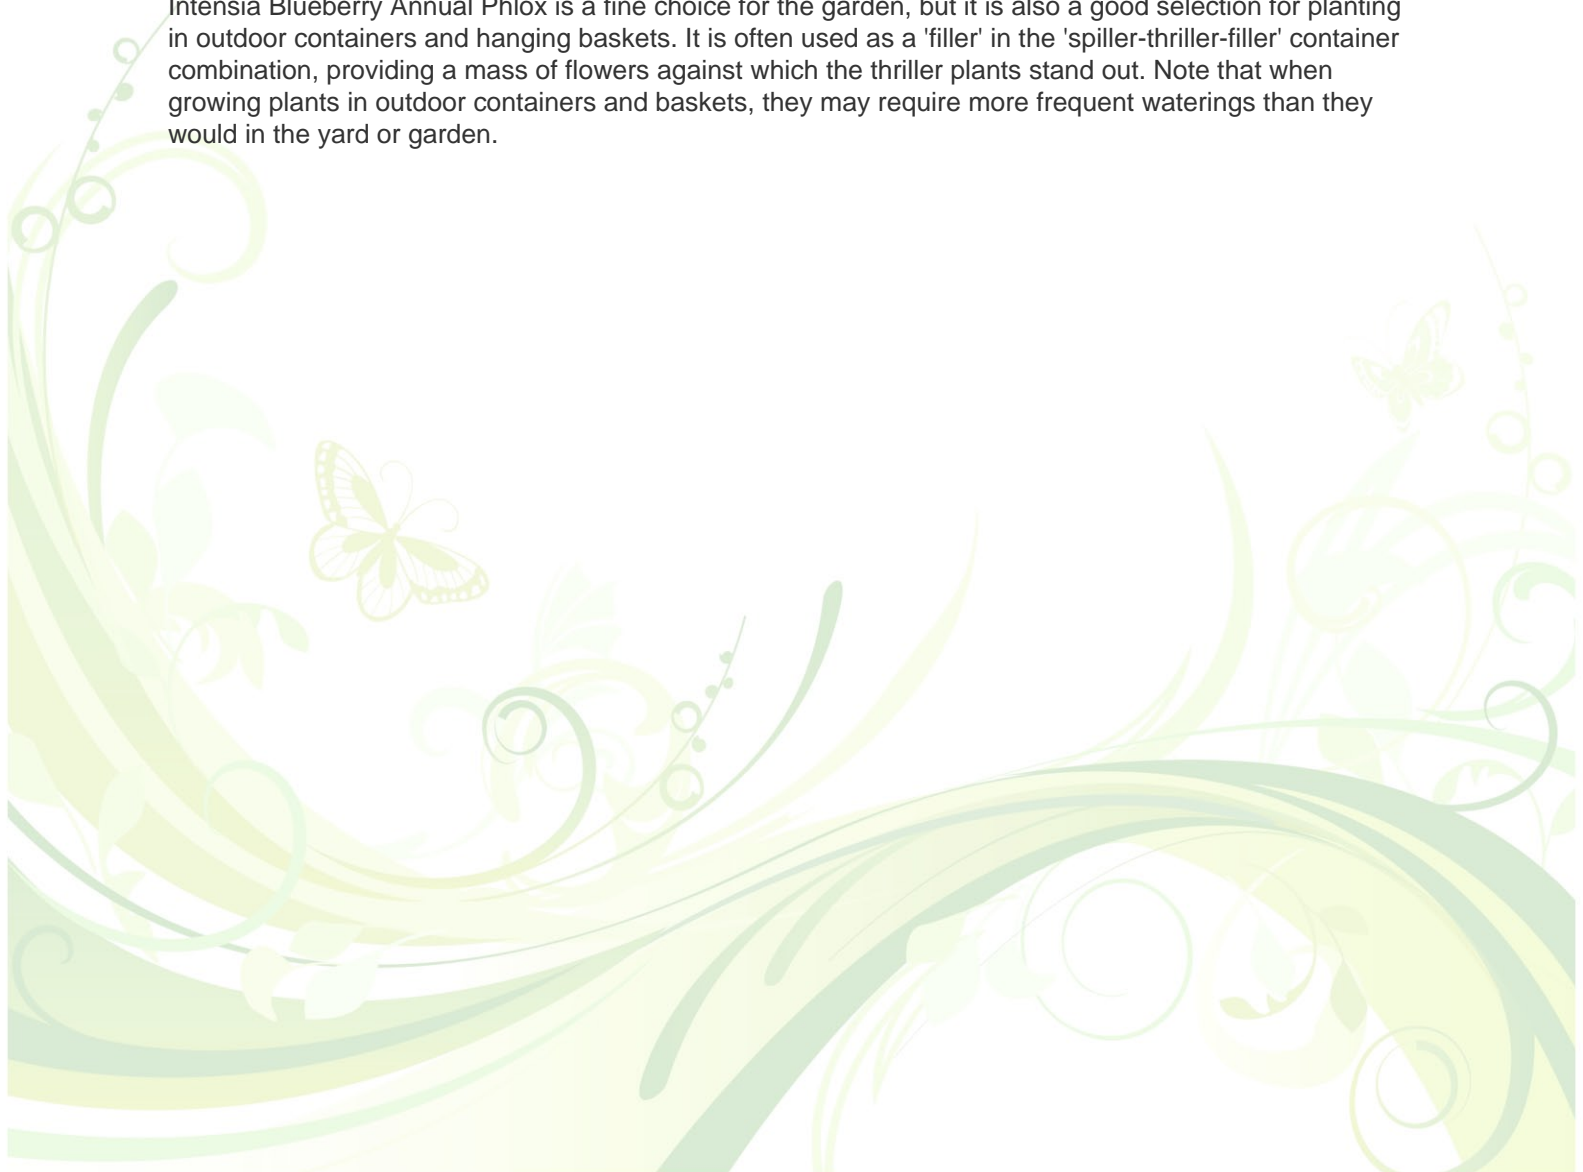 Intensia Blueberry Annual Phlox is a fine choice for the garden, but it is also a good selection for planting
in outdoor containers and hanging baskets. It is often used as a 'filler' in the 'spiller-thriller-filler' container
combination, providing a mass of flowers against which the thriller plants stand out. Note that when
growing plants in outdoor containers and baskets, they may require more frequent waterings than they
would in the yard or garden.